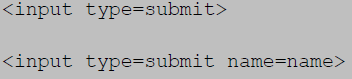 <input type=submit>
<input type=submit name=name>